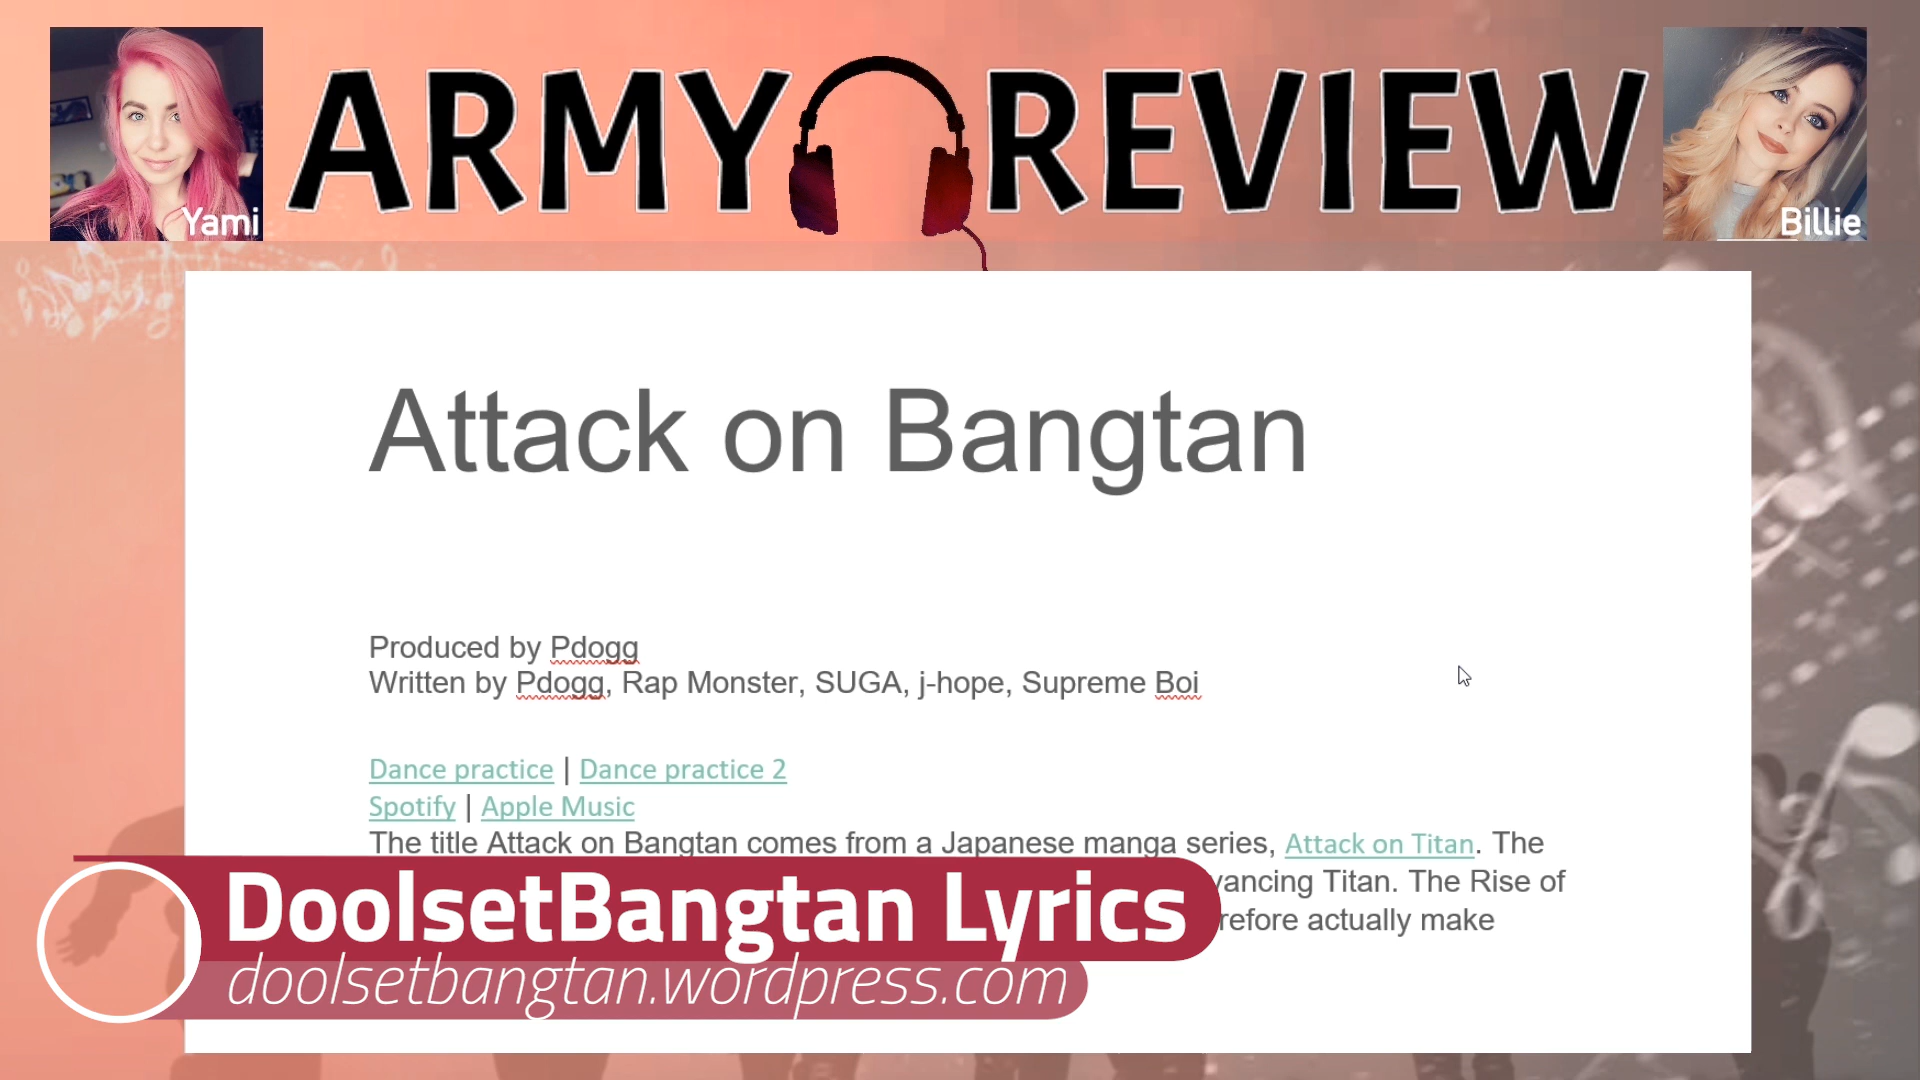 ARMY REVIEW
Yami
Billie
Attack on Bangtan
Produced by Pdogg
Written by Pdogg, Rap Monster, SUGA, j-hope, Supreme Boi
Dance practice | Dance practice 2
Spotify | Apple Music
The title Attack on Bangtan comes from a Japanese manga series, Attack on Titan. The
Titan. The Rise of
actually make
DoolsetBangtan Lyrics
doolsetbangtan.wordpress.com